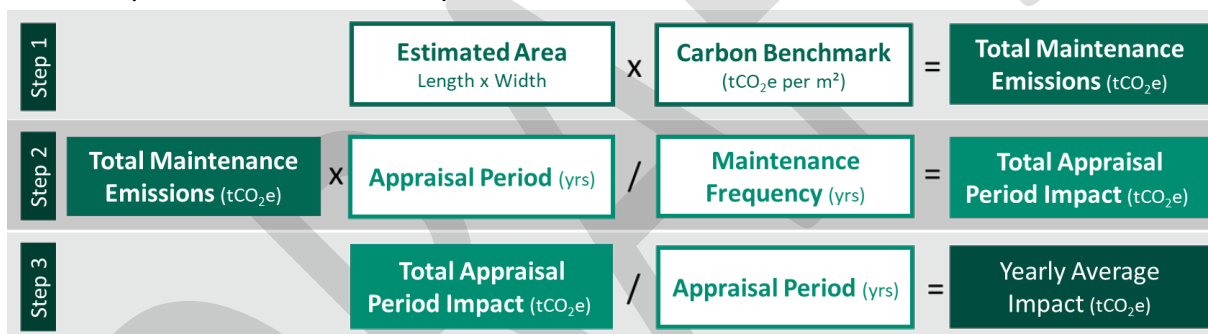 Step 1
Estimated Area
Length x Width
x
Carbon Benchmark
(tCO₂e per m²)
=
Total Maintenance
Emissions (tCO₂e)
Step 2
Total Maintenance
Emissions (tCO₂e)
x
Appraisal Period (yrs)
/
Maintenance
Frequency (yrs)
=
Total Appraisal
Period Impact (tCO₂e)
Step 3
Total Appraisal
Period Impact (tCO₂e)
/
Appraisal Period (yrs)
=
Yearly Average
Impact (tCO₂e)